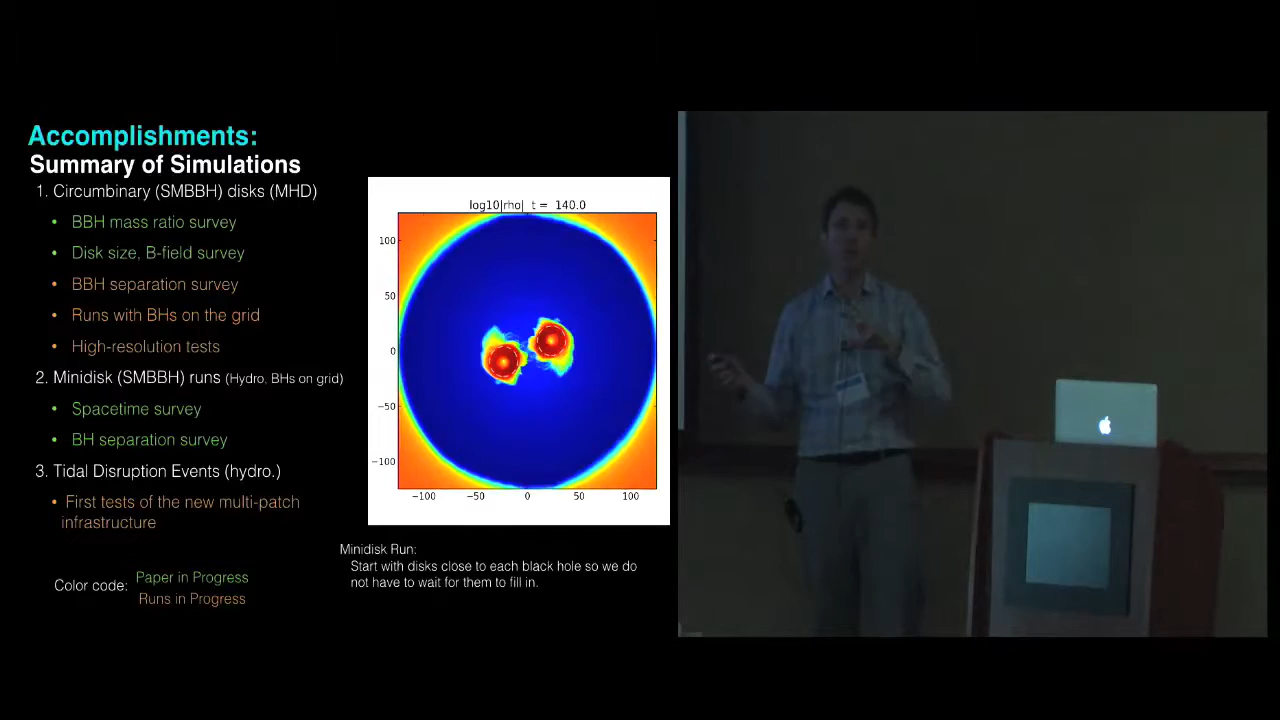 Accomplishments:
Summary of Simulations
1. Circumbinary (SMBBH) disks (MHD)
• BBH mass ratio survey
• Disk size, B-field survey
• BBH separation survey
• Runs with BHs on the grid
• High-resolution tests
2. Minidisk (SMBBH) runs (Hydro, BHs on grid)
• Spacetime survey
• BH separation survey
3. Tidal Disruption Events (hydro.)
• First tests of the new multi-patch
infrastructure
Color code: Paper in Progress
Runs in Progress
log10|rho| t = 140.0
100
50
0
−50
−100
−100 −50 0 50 100
Minidisk Run:
Start with disks close to each black hole so we do
not have to wait for them to fill in.